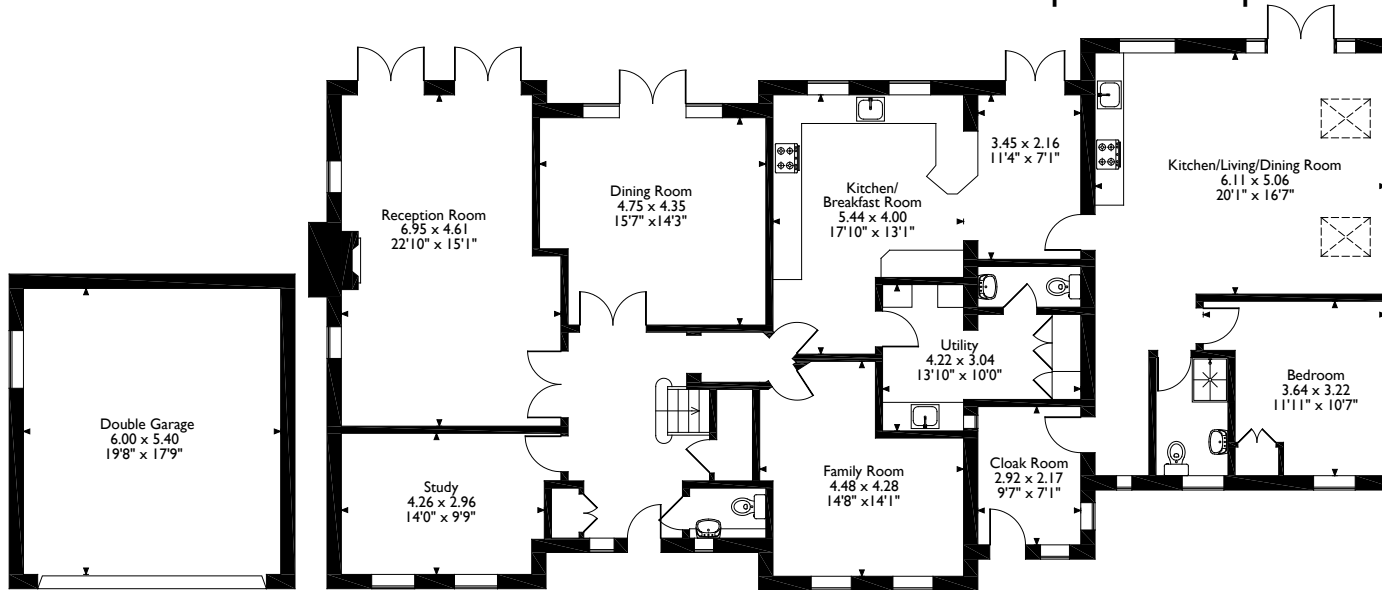 Reception Room
6.95 x 4.61
22'10" x 15'1"
Dining Room
4.75 x 4.35
15'7" x14'3"
Kitchen/
Breakfast Room
5.44 x 4.00
17'10" x 13'1"
3.45 x 2.16
11'4" x 7'1"
Kitchen/Living/Dining Room
6.11 x 5.06
20'1" x 16'7"
Double Garage
6.00 x 5.40
19'8" x 17'9"
Study
4.26 x 2.96
14'0" x 9'9"
Utility
4.22 x 3.04
13'10" x 10'0"
Family Room
4.48 x 4.28
14'8" x14'1"
Cloak Room
2.92 x 2.17
9'7" x 7'1"
Bedroom
3.64 x 3.22
11'11" x 10'7"